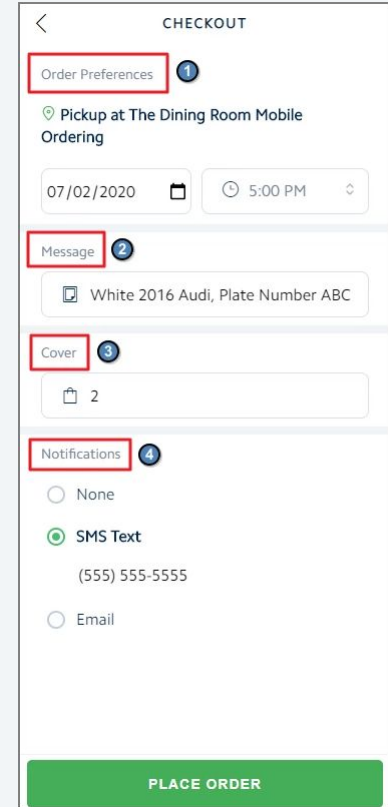 CHECKOUT
Order Preferences 1
Pickup at The Dining Room Mobile
Ordering
07/02/2020 5:00 PM
Message 2
White 2016 Audi, Plate Number ABC
Cover 3
2
Notifications 4
None
SMS Text
(555) 555-5555
Email
PLACE ORDER